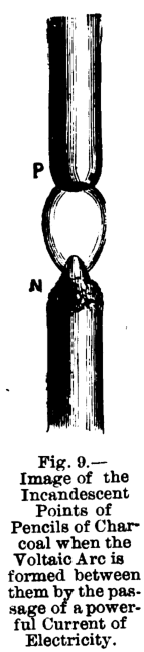 P
N
Fig. 9.—
Image of the
Incandescent
Points of
Pencils of Char-
coal when the
Voltaic Arc is
formed between
them by the pas-
sage of a power-
ful Current of
Electricity.